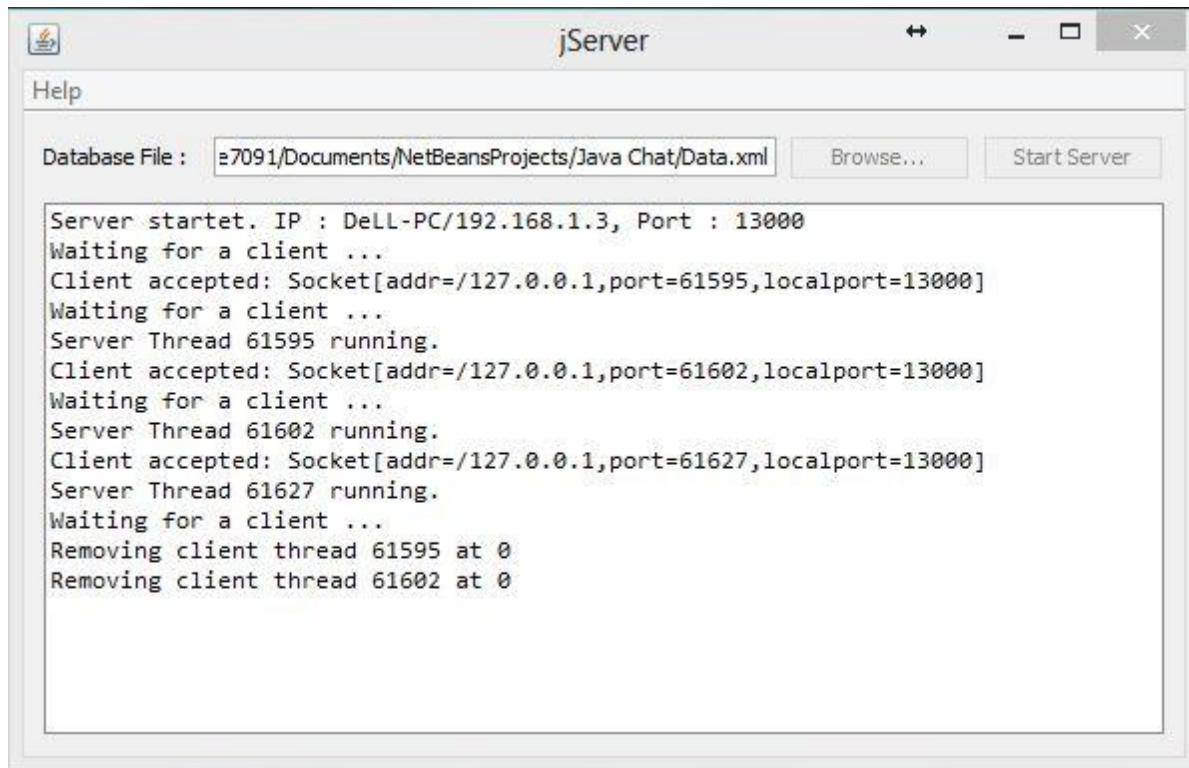 jServer
Help
Database File : e7091/Documents/NetBeansProjects/Java Chat/Data.xml Browse... Start Server
Server startet. IP : DeLL-PC/192.168.1.3, Port : 13000
Waiting for a client ...
Client accepted: Socket[addr=/127.0.0.1,port=61595,localport=13000]
Waiting for a client ...
Server Thread 61595 running.
Client accepted: Socket[addr=/127.0.0.1,port=61602,localport=13000]
Waiting for a client ...
Server Thread 61602 running.
Client accepted: Socket[addr=/127.0.0.1,port=61627,localport=13000]
Server Thread 61627 running.
Waiting for a client ...
Removing client thread 61595 at 0
Removing client thread 61602 at 0